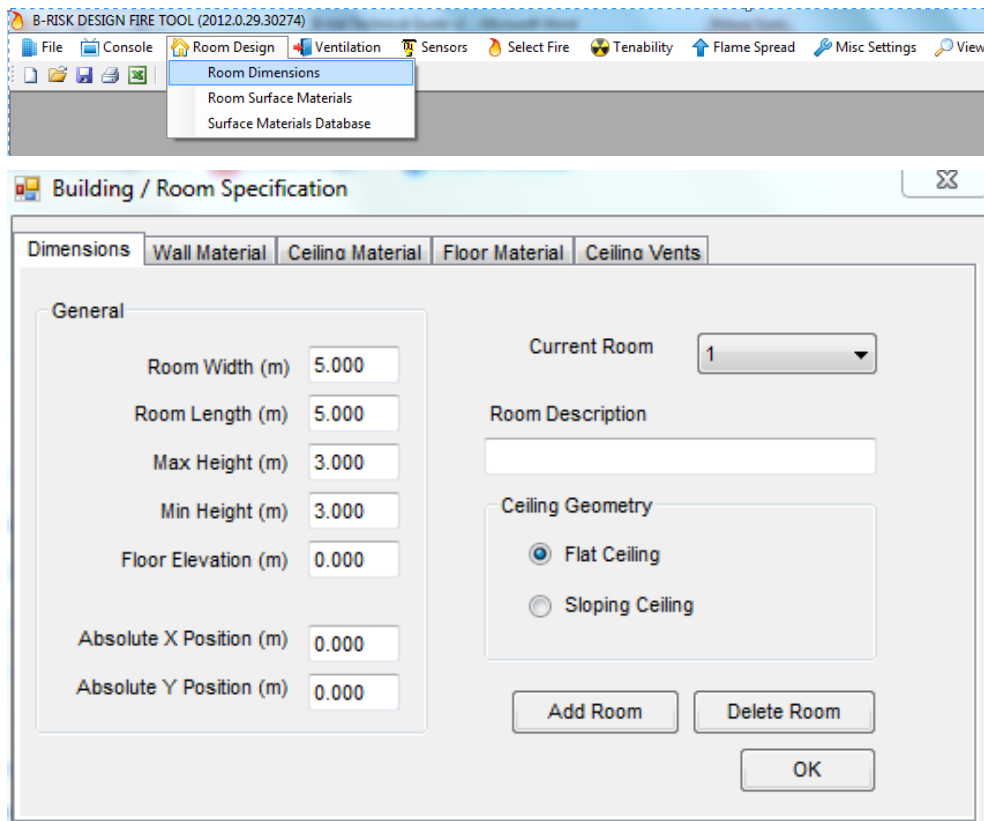 B-RISK DESIGN FIRE TOOL (2012.0.29.30274)
File Console Room Design Ventilation Sensors Select Fire Tenability Flame Spread Misc Settings View
Room Dimensions
Room Surface Materials
Surface Materials Database
Building / Room Specification
Dimensions Wall Material Ceiling Material Floor Material Ceiling Vents
General
Current Room 1
Room Width (m) 5.000
Room Length (m) 5.000
Room Description
Max Height (m) 3.000
Min Height (m) 3.000
Ceiling Geometry
Floor Elevation (m) 0.000
Flat Ceiling
Sloping Ceiling
Absolute X Position (m) 0.000
Absolute Y Position (m) 0.000
Add Room Delete Room
OK